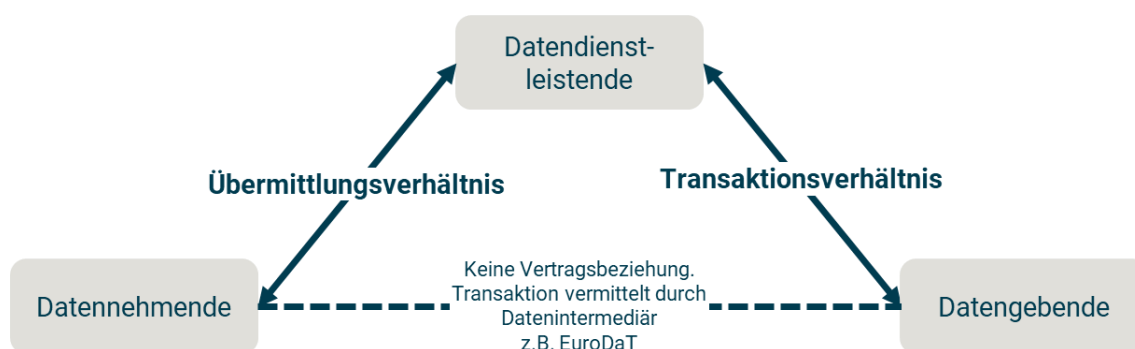 Datendienst-
leistende
Übermittlungsverhältnis
Transaktionsverhältnis
Datennehmende
Keine Vertragsbeziehung.
Transaktion vermittelt durch
Datenintermediär
z.B. EuroDaT
Datengebende